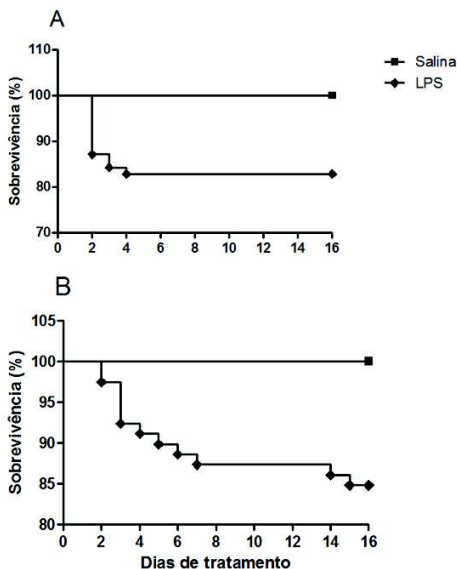 A
110
100
90
80
70
Sobrevivência (%)
0 2 4 6 8 10 12 14 16
Salina
LPS
B
105
100
95
90
85
80
Sobrevivência (%)
0 2 4 6 8 10 12 14 16
Dias de tratamento